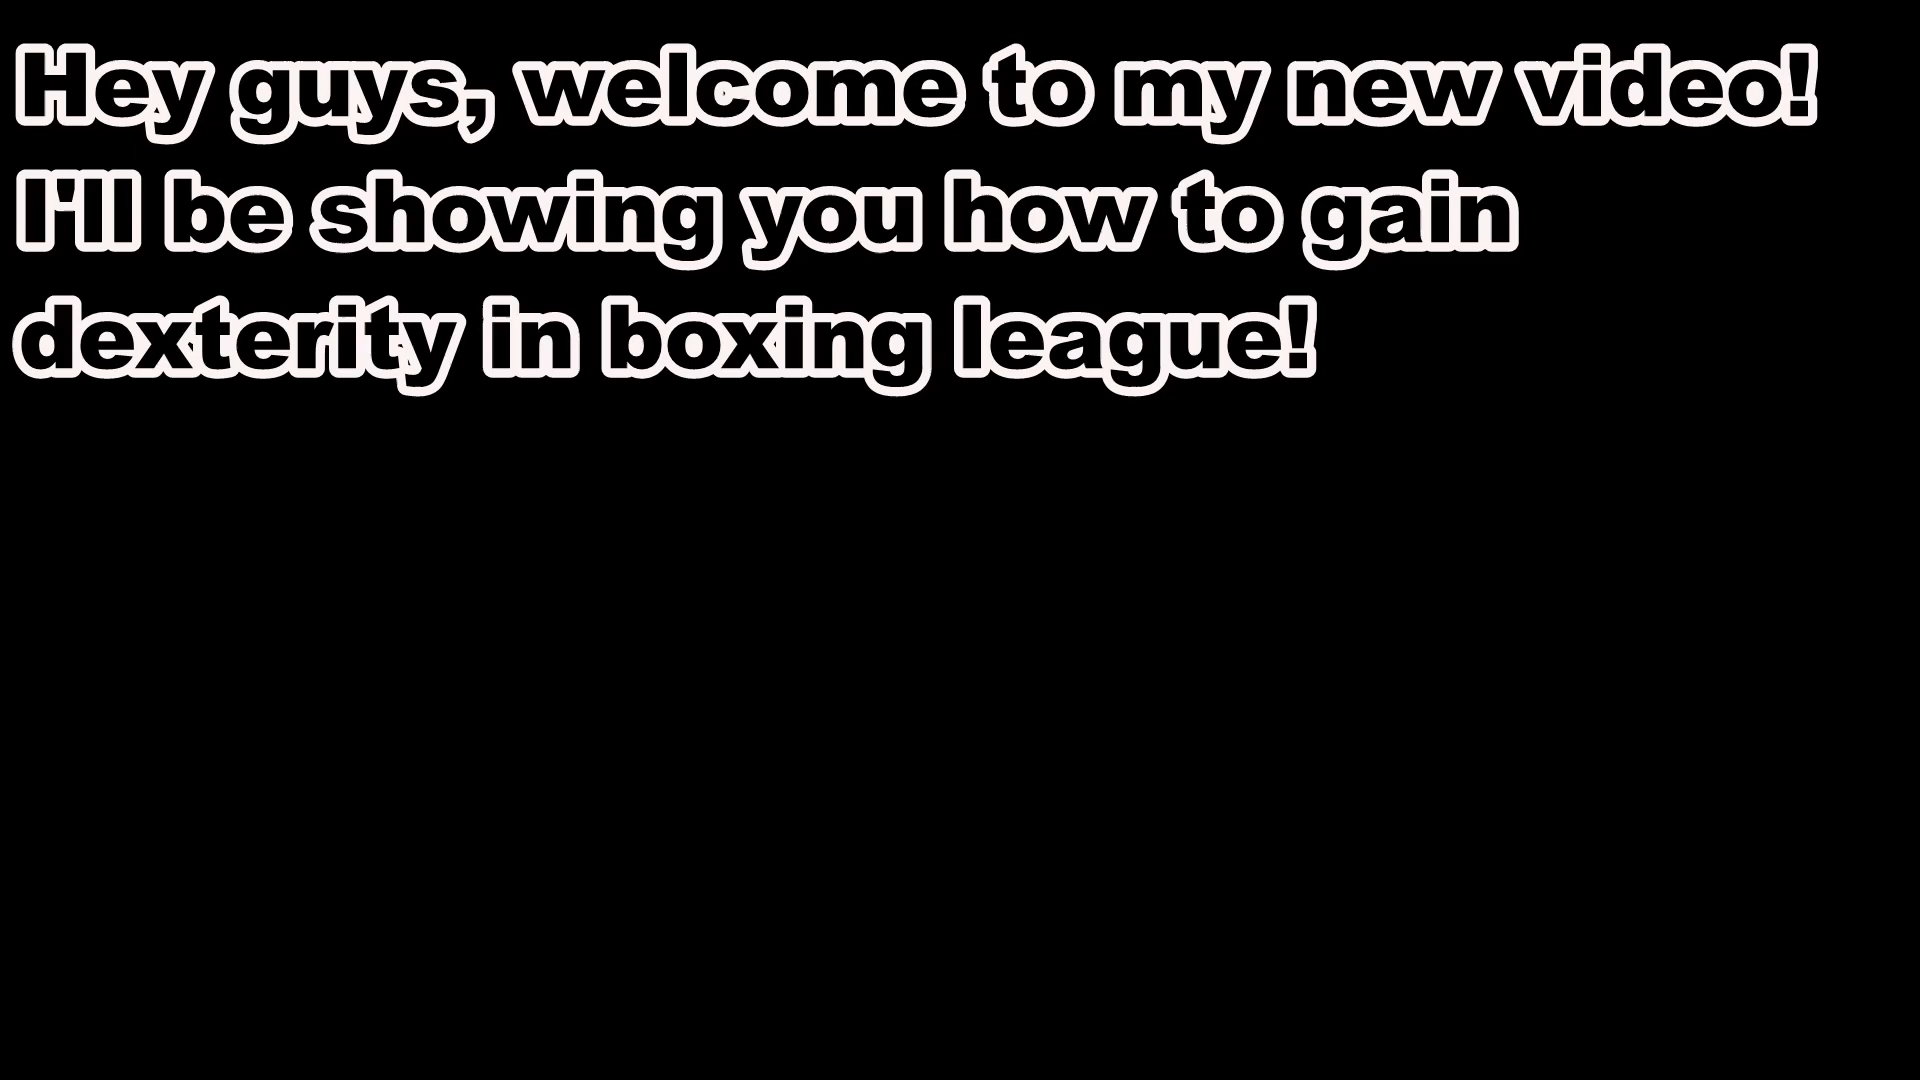 Hey guys, welcome to my new video!
I'll be showing you how to gain
dexterity in boxing league!